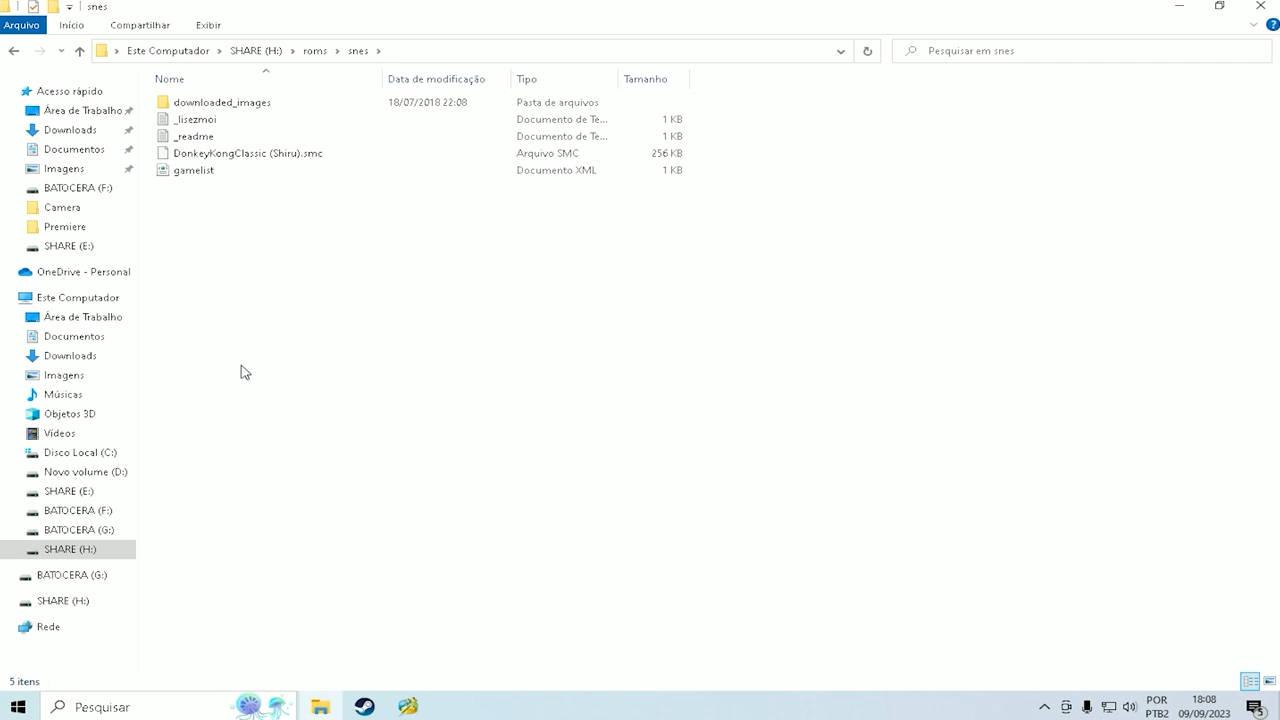 snes
Arquivo Início Compartilhar Exibir
Este Computador SHARE (H:) roms snes
Pesquisar em snes
Nome Data de modificação Tipo Tamanho
downloaded_images 18/07/2018 22:08 Pasta de arquivos
_lisezmoi Documento de Te... 1 KB
_readme Documento de Te... 1 KB
DonkeyKongClassic (Shiru).smc Arquivo SMC 256 KB
gamelist Documento XML 1 KB
Acesso rápido
Área de Trabalho
Downloads
Documentos
Imagens
BATOCERA (F:)
Camera
Premiere
SHARE (E:)
OneDrive - Personal
Este Computador
Área de Trabalho
Documentos
Downloads
Imagens
Músicas
Objetos 3D
Vídeos
Disco Local (C:)
Novo volume (D:)
SHARE (E:)
BATOCERA (F:)
BATOCERA (G:)
SHARE (H:)
BATOCERA (G:)
SHARE (H:)
Rede
5 itens
Pesquisar
POR
PTB2
18:08
09/09/2023
5